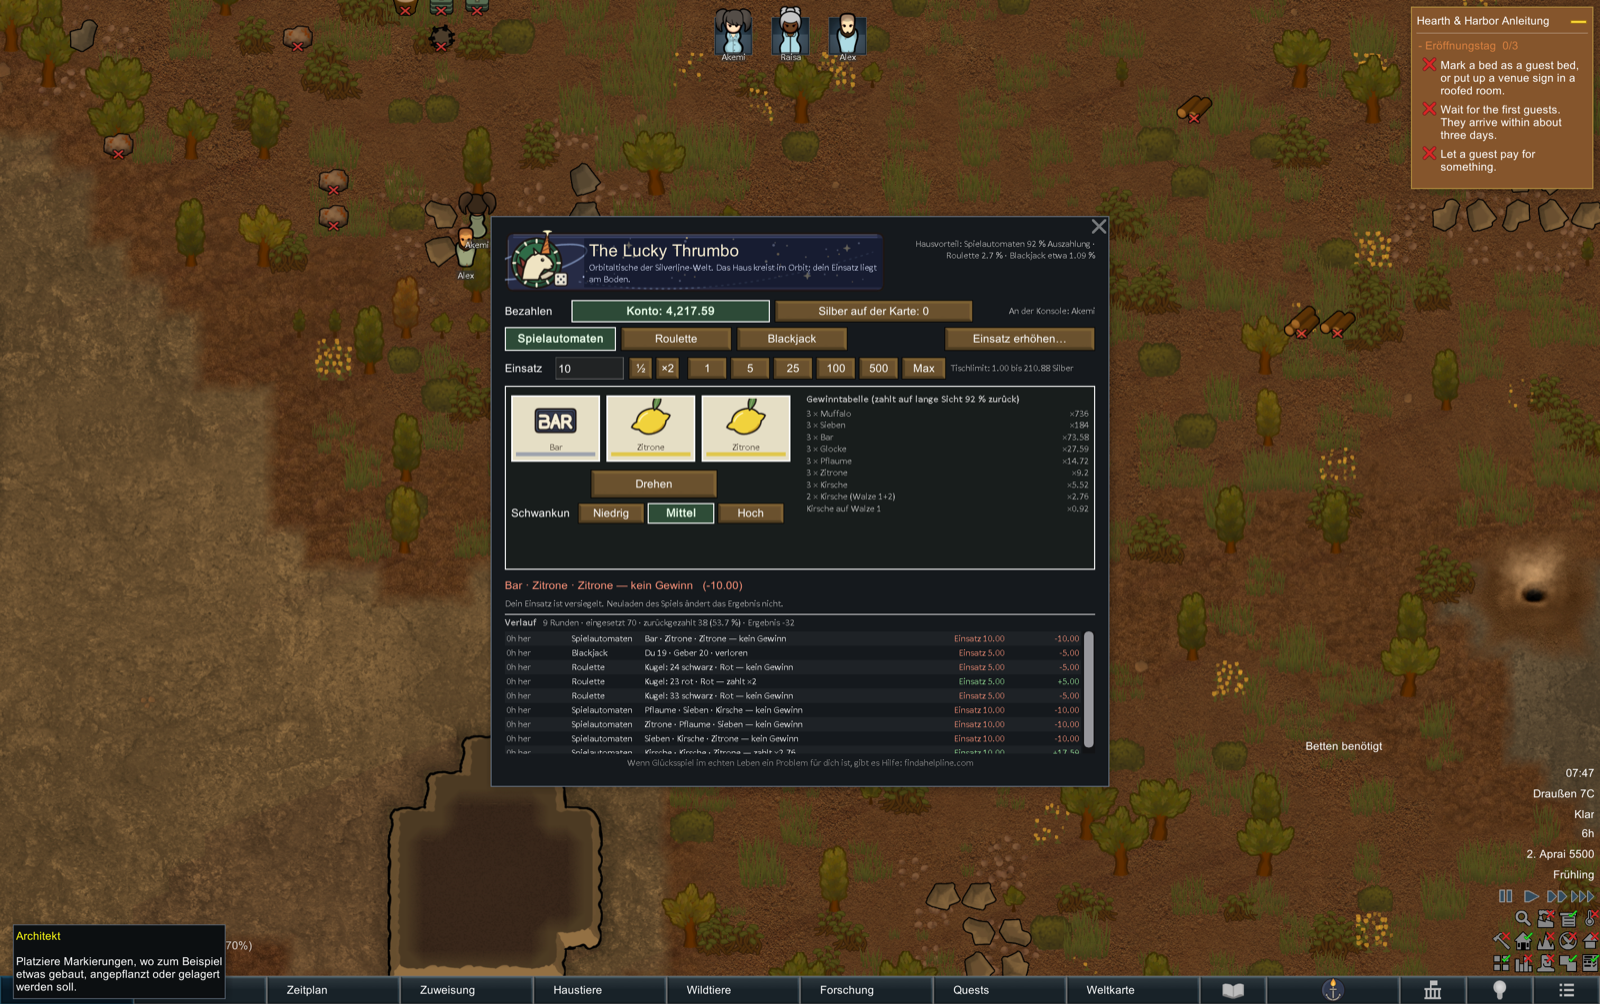 Akemi
Raisa
Alex
Hearth & Harbor Anleitung
- Eröffnungstag 0/3
Mark a bed as a guest bed,
or put up a venue sign in a
roofed room.
Wait for the first guests.
They arrive within about
three days.
Let a guest pay for
something.
Akemi
Alex
The Lucky Thrumbo
Orbitaltische der Silverline-Welt. Das Haus kreist im Orbit; dein Einsatz liegt
am Boden.
Hausvorteil: Spielautomaten 92 % Auszahlung ·
Roulette 2.7 % · Blackjack etwa 1.09 %
Bezahlen
Konto: 4,217.59
Silber auf der Karte: 0
An der Konsole: Akemi
Spielautomaten
Roulette
Blackjack
Einsatz erhöhen...
Einsatz
10
½
×2
1
5
25
100
500
Max
Tischlimit: 1.00 bis 210.88 Silber
BAR
Bar
Zitrone
Zitrone
Drehen
Schwankun
Niedrig
Mittel
Hoch
Gewinntabelle (zahlt auf lange Sicht 92 % zurück)
3 × Muffalo ×736
3 × Sieben ×184
3 × Bar ×73.58
3 × Glocke ×27.59
3 × Pflaume ×14.72
3 × Zitrone ×9.2
3 × Kirsche ×5.52
2 × Kirsche (Walze 1+2) ×2.76
Kirsche auf Walze 1 ×0.92
Bar · Zitrone · Zitrone — kein Gewinn (-10.00)
Dein Einsatz ist versiegelt. Neuladen des Spiels ändert das Ergebnis nicht.
Verlauf 9 Runden · eingesetzt 70 · zurückgezahlt 38 (53.7 %) · Ergebnis -32
0h her Spielautomaten Bar · Zitrone · Zitrone — kein Gewinn Einsatz 10.00 -10.00
0h her Blackjack Du 19 · Geber 20 · verloren Einsatz 5.00 -5.00
0h her Roulette Kugel: 24 schwarz · Rot — kein Gewinn Einsatz 5.00 -5.00
0h her Roulette Kugel: 23 rot · Rot — zahlt ×2 Einsatz 5.00 +5.00
0h her Roulette Kugel: 33 schwarz · Rot — kein Gewinn Einsatz 5.00 -5.00
0h her Spielautomaten Pflaume · Sieben · Kirsche — kein Gewinn Einsatz 10.00 -10.00
0h her Spielautomaten Zitrone · Pflaume · Sieben — kein Gewinn Einsatz 10.00 -10.00
0h her Spielautomaten Sieben · Kirsche · Zitrone — kein Gewinn Einsatz 10.00 -10.00
0h her Spielautomaten Kirsche · Kirsche · Zitrone — zahlt ×2.76 Einsatz 10.00 +17.59
Wenn Glücksspiel im echten Leben ein Problem für dich ist, gibt es Hilfe: findahelpline.com
Betten benötigt
07:47
Draußen 7C
Klar
6h
2. Aprai 5500
Frühling
Architekt
Platziere Markierungen, wo zum Beispiel
etwas gebaut, angepflanzt oder gelagert
werden soll.
70%)
Zeitplan
Zuweisung
Haustiere
Wildtiere
Forschung
Quests
Weltkarte